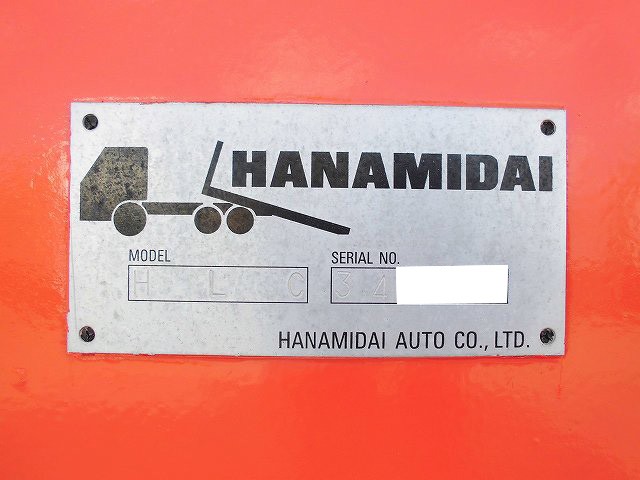 HANAMIDAI
MODEL SERIAL NO.
H L C 34
HANAMIDAI AUTO CO., LTD.